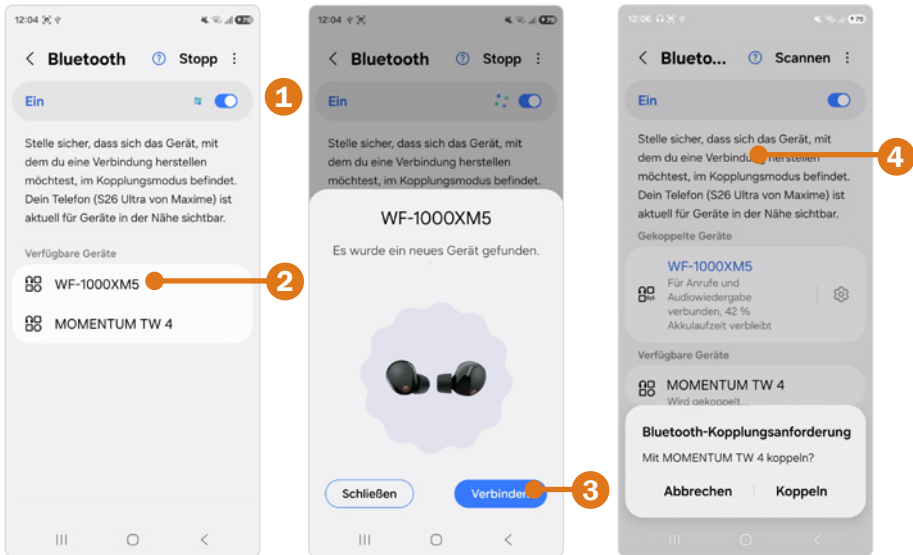 12:04
72
Bluetooth
Stopp
Ein
Stelle sicher, dass sich das Gerät, mit
dem du eine Verbindung herstellen
möchtest, im Kopplungsmodus befindet.
Dein Telefon (S26 Ultra von Maxime) ist
aktuell für Geräte in der Nähe sichtbar.
Verfügbare Geräte
WF-1000XM5
MOMENTUM TW 4
1
2
12:04
72
Bluetooth
Stopp
Ein
Stelle sicher, dass sich das Gerät, mit
dem du eine Verbindung herstellen
möchtest, im Kopplungsmodus befindet.
WF-1000XM5
Es wurde ein neues Gerät gefunden.
Schließen
Verbinden
3
12:06
Blueto...
Scannen
Ein
Stelle sicher, dass sich das Gerät, mit
dem du eine Verbindung herstellen
möchtest, im Kopplungsmodus befindet.
Dein Telefon (S26 Ultra von Maxime) ist
aktuell für Geräte in der Nähe sichtbar.
4
Gekoppelte Geräte
WF-1000XM5
Für Anrufe und
Audiowiedergabe
verbunden, 42 %
Akkulaufzeit verbleibt
Verfügbare Geräte
MOMENTUM TW 4
Wird gekoppelt...
Bluetooth-Kopplungsanforderung
Mit MOMENTUM TW 4 koppeln?
Abbrechen
Koppeln